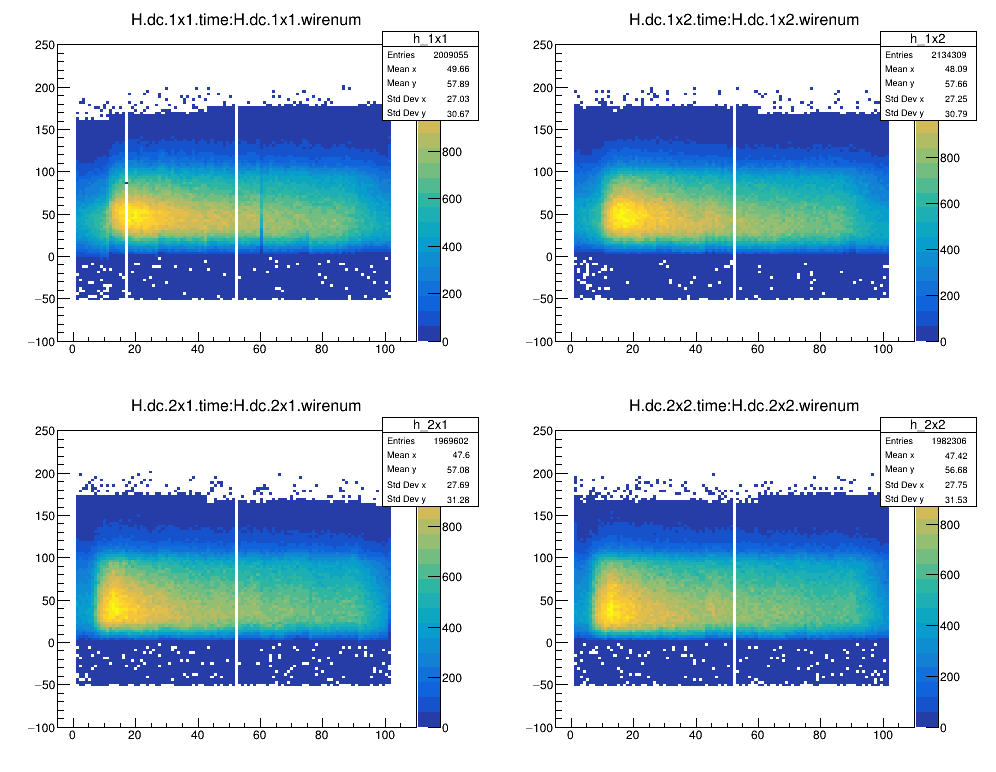 H.dc.1x1.time:H.dc.1x1.wirenum
h_1x1
Entries 2009055
Mean x 49.66
Mean y 57.89
Std Dev x 27.03
Std Dev y 30.67
250
200
150
100
50
0
−50
−100
0 20 40 60 80 100
800
600
400
200
0
H.dc.1x2.time:H.dc.1x2.wirenum
h_1x2
Entries 2134309
Mean x 48.09
Mean y 57.66
Std Dev x 27.25
Std Dev y 30.79
250
200
150
100
50
0
−50
−100
0 20 40 60 80 100
800
600
400
200
0
H.dc.2x1.time:H.dc.2x1.wirenum
h_2x1
Entries 1969602
Mean x 47.6
Mean y 57.08
Std Dev x 27.69
Std Dev y 31.28
250
200
150
100
50
0
−50
−100
0 20 40 60 80 100
800
600
400
200
0
H.dc.2x2.time:H.dc.2x2.wirenum
h_2x2
Entries 1982306
Mean x 47.42
Mean y 56.68
Std Dev x 27.75
Std Dev y 31.53
250
200
150
100
50
0
−50
−100
0 20 40 60 80 100
800
600
400
200
0